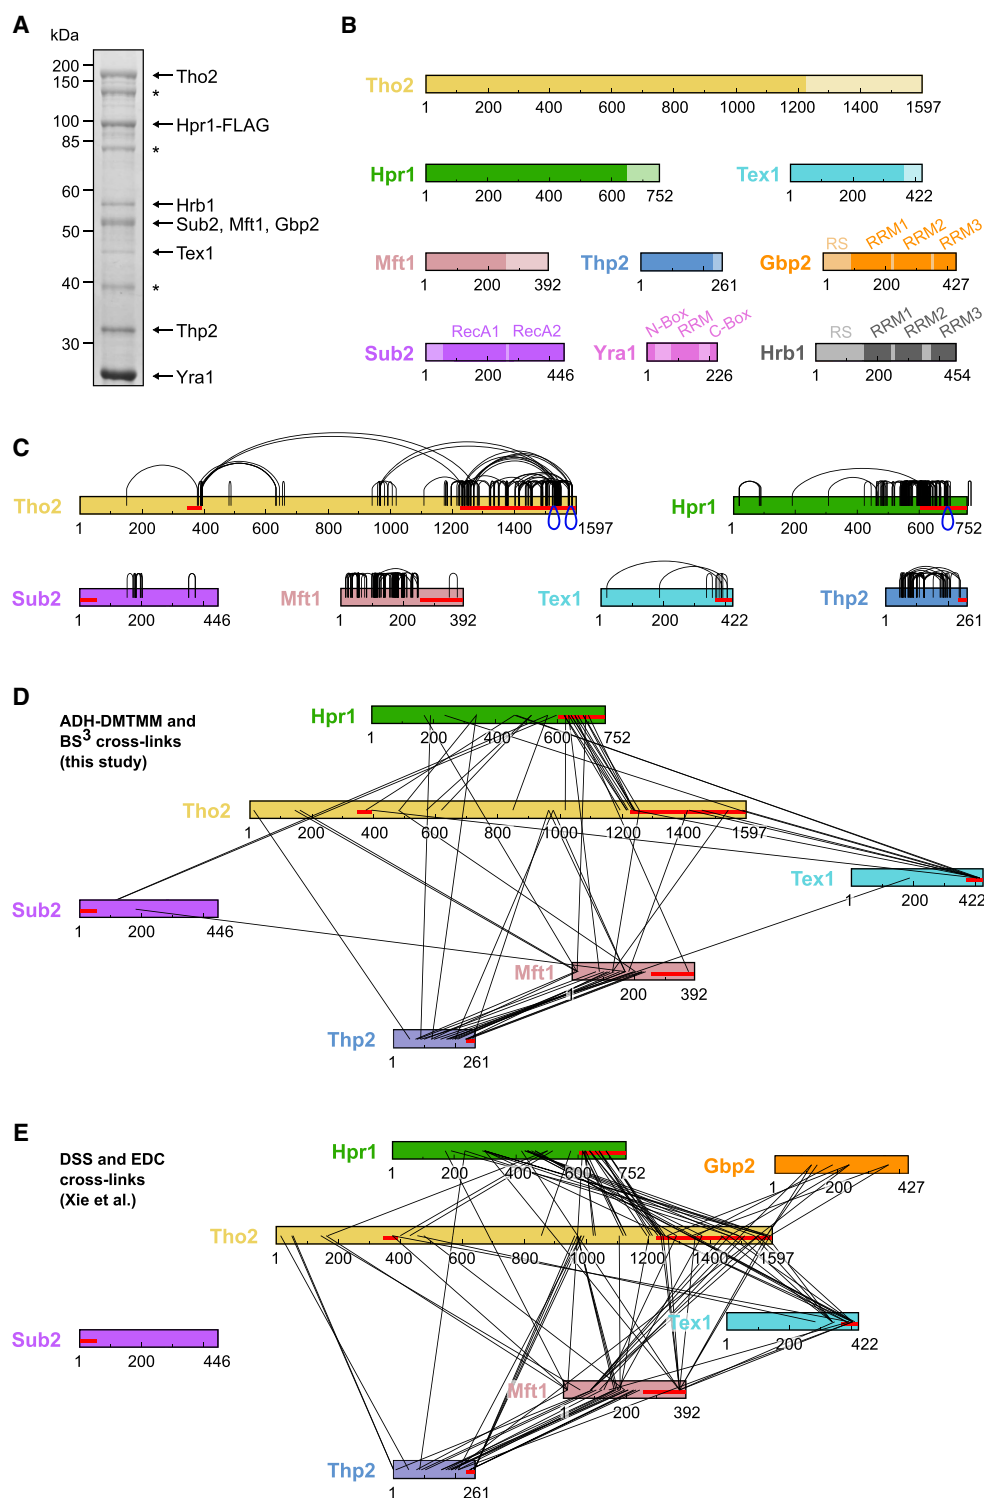 A
kDa
200
150
100
85
60
50
40
30
Tho2
*
Hpr1-FLAG
*
Hrb1
Sub2, Mft1, Gbp2
Tex1
*
Thp2
Yra1
B
Tho2
1 200 400 600 800 1000 1200 1400 1597
Hpr1
1 200 400 600 752
Tex1
1 200 422
Mft1
1 200 392
Thp2
1 261
RS RRM1 RRM2 RRM3
Gbp2
1 200 427
RecA1 RecA2
Sub2
1 200 446
N-Box RRM C-Box
Yra1
1 226
RS RRM1 RRM2 RRM3
Hrb1
1 200 454
C
Tho2
1 200 400 600 800 1000 1200 1400 1597
Hpr1
1 200 400 600 752
Sub2
1 200 446
Mft1
1 200 392
Tex1
1 200 422
Thp2
1 261
D
ADH-DMTMM and
BS3 cross-links
(this study)
Hpr1
1 200 400 600 752
Tho2
1 200 400 600 800 1000 1200 1400 1597
Tex1
1 200 422
Sub2
1 200 446
Mft1
1 200 392
Thp2
1 261
E
DSS and EDC
cross-links
(Xie et al.)
Hpr1
1 200 400 600 752
Gbp2
1 200 427
Tho2
1 200 400 600 800 1000 1200 1400 1597
Tex1
1 200 422
Sub2
1 200 446
Mft1
1 200 392
Thp2
1 261